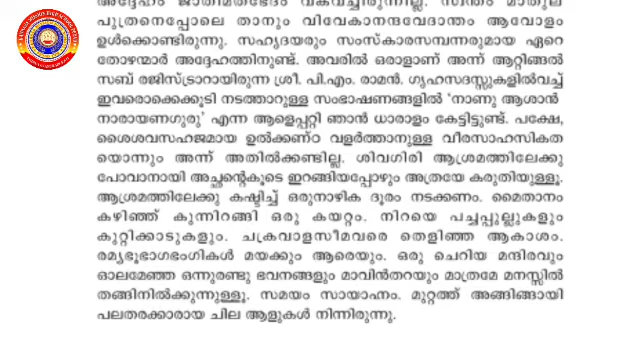 അദ്ദേഹം ജാതിമതഭേദം വകവച്ചിരുന്നില്ല. സ്വന്തം മാതുല
പുത്രനെപ്പോലെ താനും വിവേകാനന്ദവേദാന്തം ആവോളം
ഉൾക്കൊണ്ടിരുന്നു. സഹൃദയരും സംസ്കാരസമ്പന്നരുമായ ഏറെ
തോഴന്മാർ അദ്ദേഹത്തിനുണ്ട്. അവരിൽ ഒരാളാണ് അന്ന് ആറ്റിങ്ങൽ
സബ് രജിസ്ട്രാറായിരുന്ന ശ്രീ. പി.എം. രാമൻ. ഗൃഹസദസ്സുകളിൽവച്ച്
ഇവരൊക്കെക്കൂടി നടത്താറുള്ള സംഭാഷണങ്ങളിൽ ‘നാണു ആശാൻ
നാരായണഗുരു’ എന്ന ആളെപ്പറ്റി ഞാൻ ധാരാളം കേട്ടിട്ടുണ്ട്. പക്ഷേ,
ശൈശവസഹജമായ ഉൽക്കണ്ഠ വളർത്താനുള്ള വീരസാഹസികത
യൊന്നും അന്ന് അതിൽക്കണ്ടില്ല. ശിവഗിരി ആശ്രമത്തിലേക്കു
പോവാനായി അച്ഛന്റെകൂടെ ഇറങ്ങിയപ്പോഴും അത്രയേ കരുതിയുള്ളൂ.
ആശ്രമത്തിലേക്കു കഷ്ടിച്ച് ഒരുനാഴിക ദൂരം നടക്കണം. മൈതാനം
കഴിഞ്ഞ് കുന്നിറങ്ങി ഒരു കയറ്റം. നിറയെ പച്ചപ്പുല്ലുകളും
കുറ്റിക്കാടുകളും. ചക്രവാളസീമവരെ തെളിഞ്ഞ ആകാശം.
രമ്യഭൂഭാഗഭംഗികൾ മയക്കും ആരെയും. ഒരു ചെറിയ മന്ദിരവും
ഓലമേഞ്ഞ ഒന്നുരണ്ടു ഭവനങ്ങളും മാവിൻതറയും മാത്രമേ മനസ്സിൽ
തങ്ങിനിൽക്കുന്നുള്ളൂ. സമയം സായാഹ്നം. മുറ്റത്ത് അങ്ങിങ്ങായി
പലതരക്കാരായ ചില ആളുകൾ നിന്നിരുന്നു.